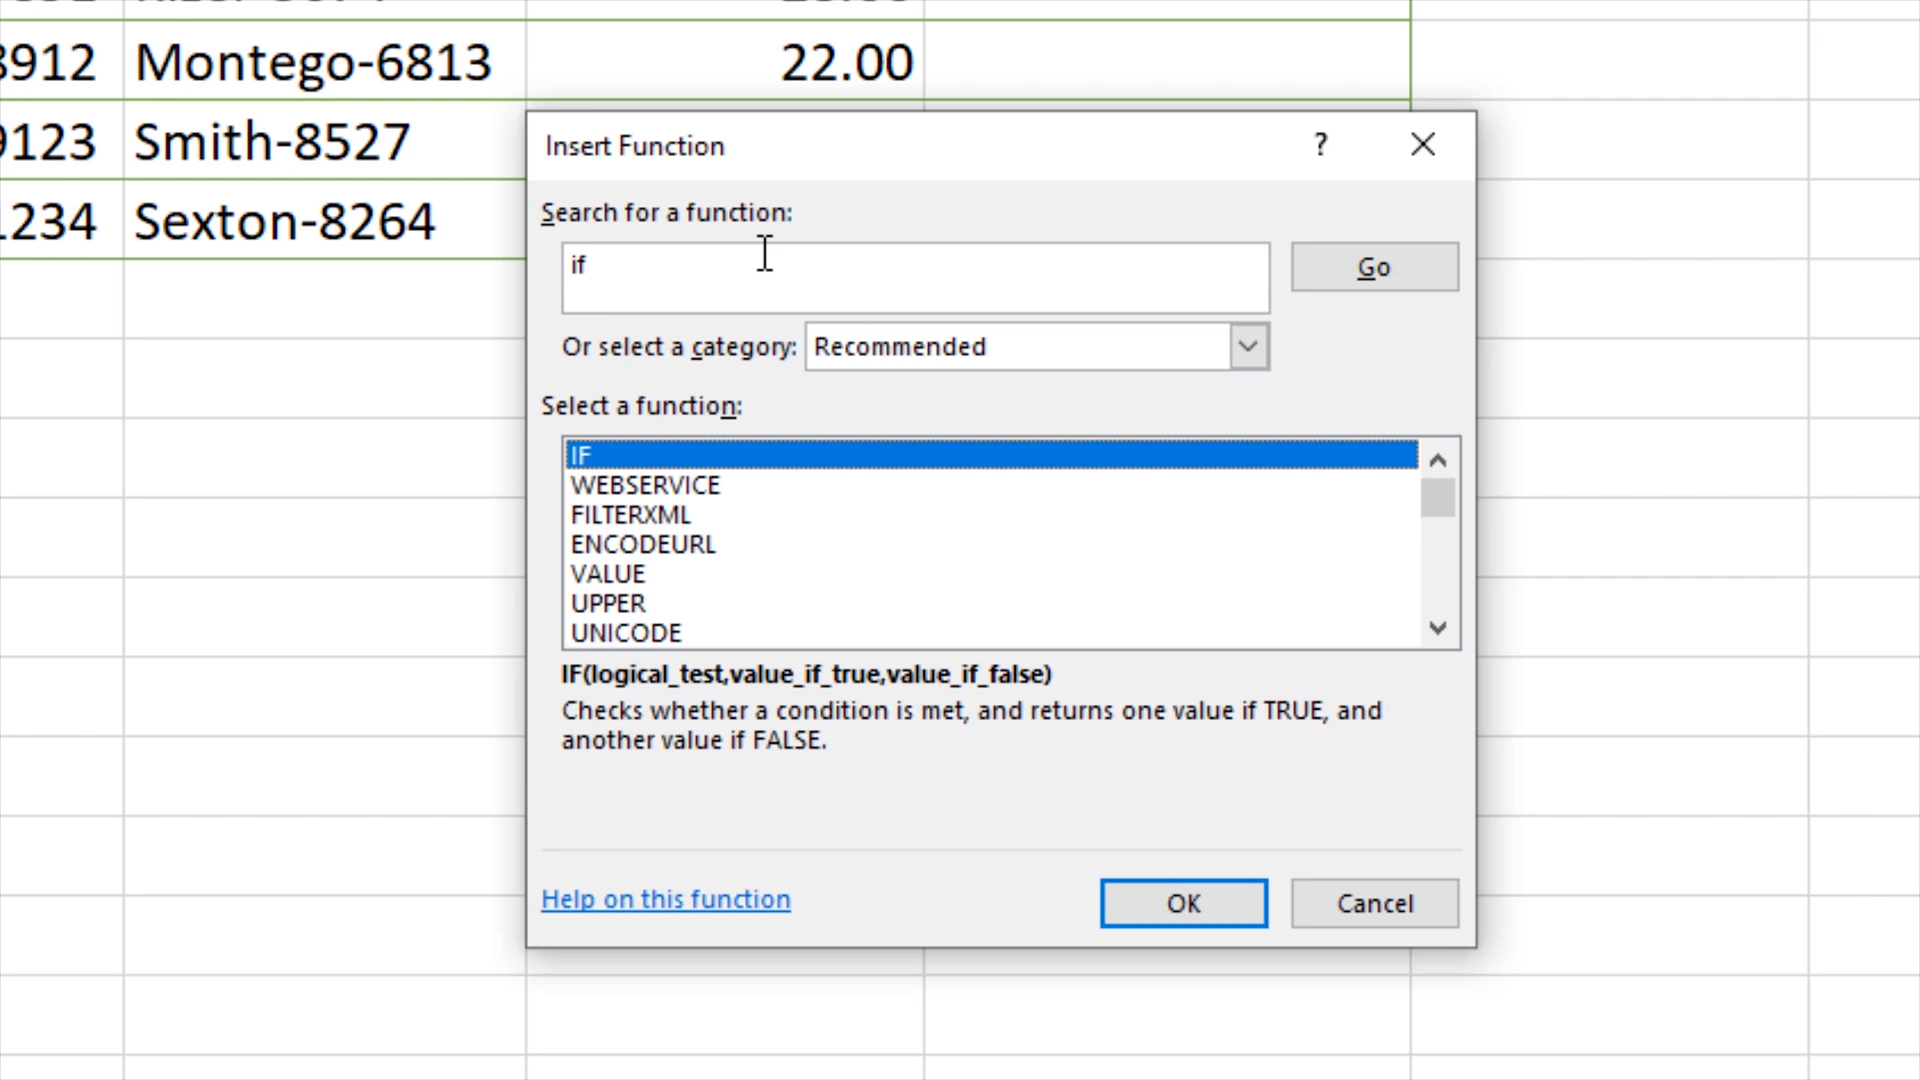 8912 Montego-6813 22.00
9123 Smith-8527
1234 Sexton-8264
Insert Function ? 
Search for a function:
if
Go
Or select a category: Recommended
Select a function:
IF
WEBSERVICE
FILTERXML
ENCODEURL
VALUE
UPPER
UNICODE
IF(logical_test,value_if_true,value_if_false)
Checks whether a condition is met, and returns one value if TRUE, and
another value if FALSE.
Help on this function
OK
Cancel